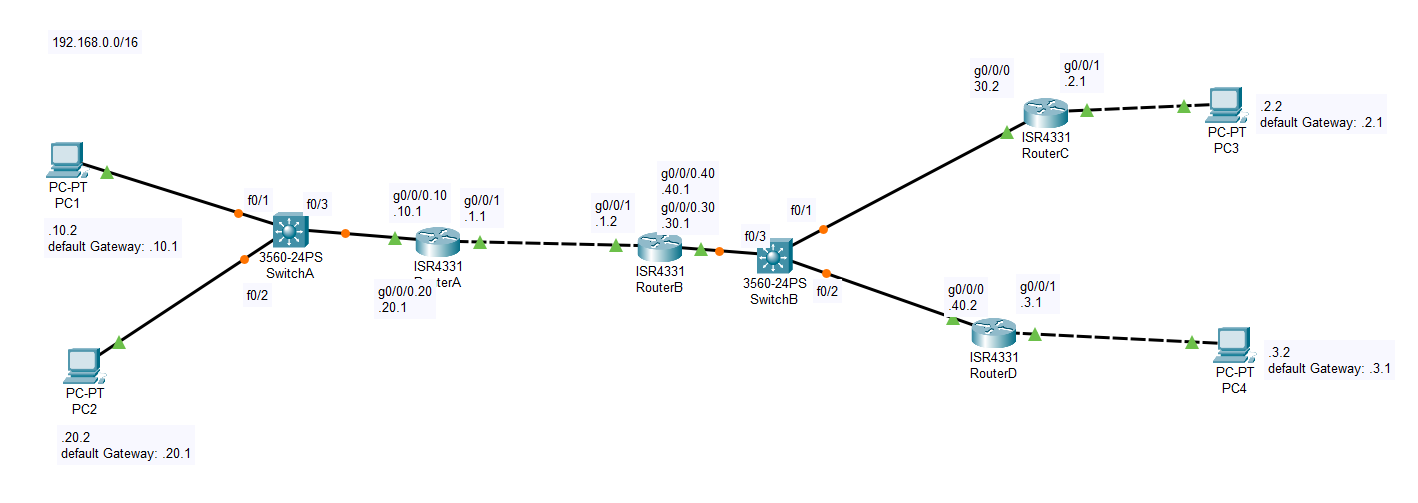 192.168.0.0/16
g0/0/0
30.2
g0/0/1
.2.1
ISR4331
RouterC
.2.2
default Gateway: .2.1
PC-PT
PC3
PC-PT
PC1
.10.2
default Gateway: .10.1
f0/1
f0/3
3560-24PS
SwitchA
f0/2
g0/0/0.10
.10.1
g0/0/1
.1.1
ISR4331
RouterA
g0/0/0.20
.20.1
g0/0/1
.1.2
g0/0/0.40
.40.1
g0/0/0.30
.30.1
ISR4331
RouterB
f0/3
f0/1
3560-24PS
SwitchB
f0/2
g0/0/0
.40.2
g0/0/1
.3.1
ISR4331
RouterD
PC-PT
PC4
.3.2
default Gateway: .3.1
PC-PT
PC2
.20.2
default Gateway: .20.1